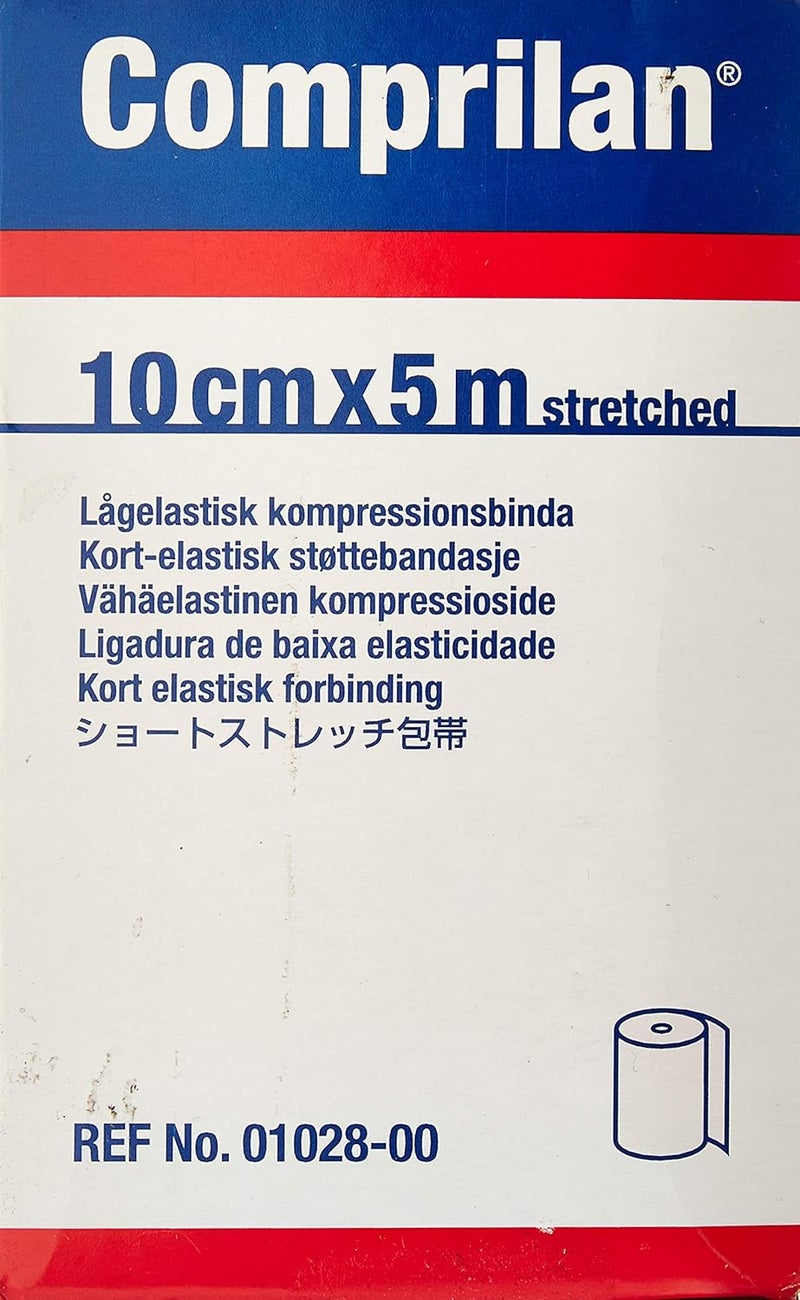 Comprilan®
10 cm x 5 m stretched
Lågelastisk kompressionsbinda
Kort-elastisk støttebandasje
Vähäelastinen kompressioside
Ligadura de baixa elasticidade
Kort elastisk forbinding
ショートストレッチ包帯
REF No. 01028-00